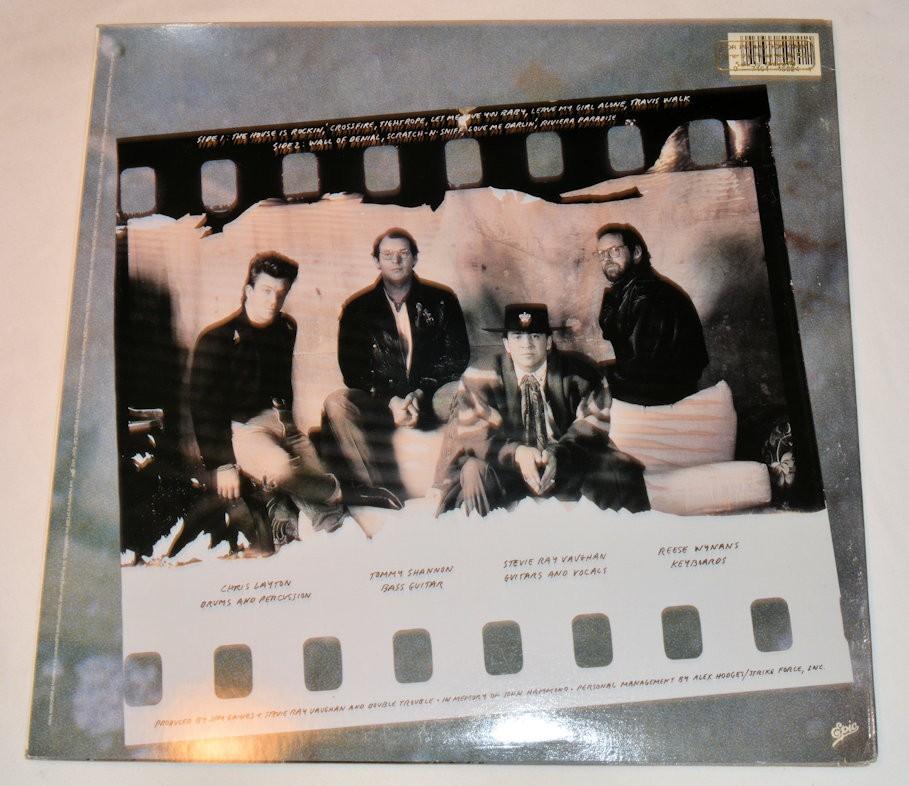 SIDE 1: THE HOUSE IS ROCKIN', CROSSFIRE, TIGHTROPE, LET ME LOVE YOU BABY, LEAVE MY GIRL ALONE, TRAVIS WALK
SIDE 2: WALL OF DENIAL, SCRATCH-N-SNIFF, LOVE ME DARLIN', RIVIERA PARADISE
CHRIS LAYTON
DRUMS AND PERCUSSION
TOMMY SHANNON
BASS GUITAR
STEVIE RAY VAUGHAN
GUITARS AND VOCALS
REESE WYNANS
KEYBOARDS
PRODUCED BY JIM GAINES & STEVIE RAY VAUGHAN AND DOUBLE TROUBLE · IN MEMORY OF JOHN HAMMOND · PERSONAL MANAGEMENT BY ALEX HODGES/STRIKE FORCE, INC.
Epic